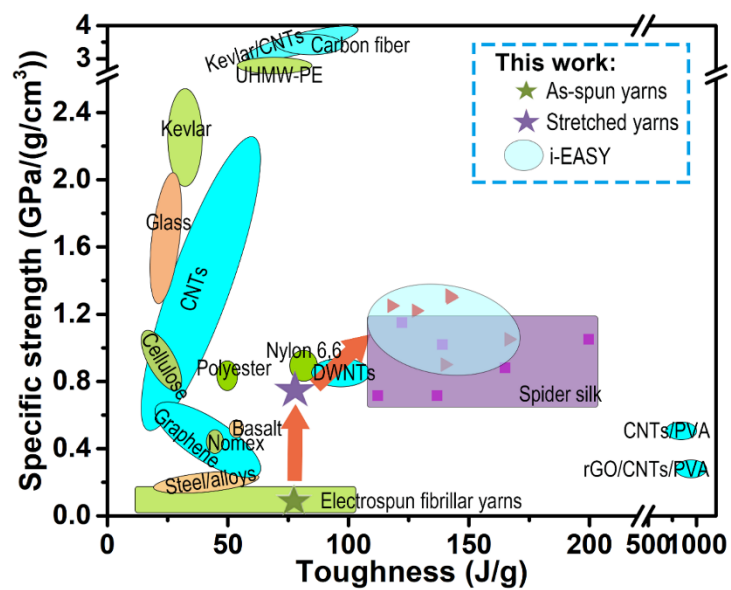 Specific strength (GPa/(g/cm³))
4
3
2.4
2.0
1.6
1.2
0.8
0.4
0.0
Kevlar/CNTs
Carbon fiber
UHMW-PE
Kevlar
Glass
CNTs
Cellulose
Polyester
Nylon 6,6
DWNTs
Graphene
Basalt
Nomex
Steel/alloys
Electrospun fibrillar yarns
Spider silk
CNTs/PVA
rGO/CNTs/PVA
This work:
As-spun yarns
Stretched yarns
i-EASY
0 50 100 150 200 500 1000
Toughness (J/g)